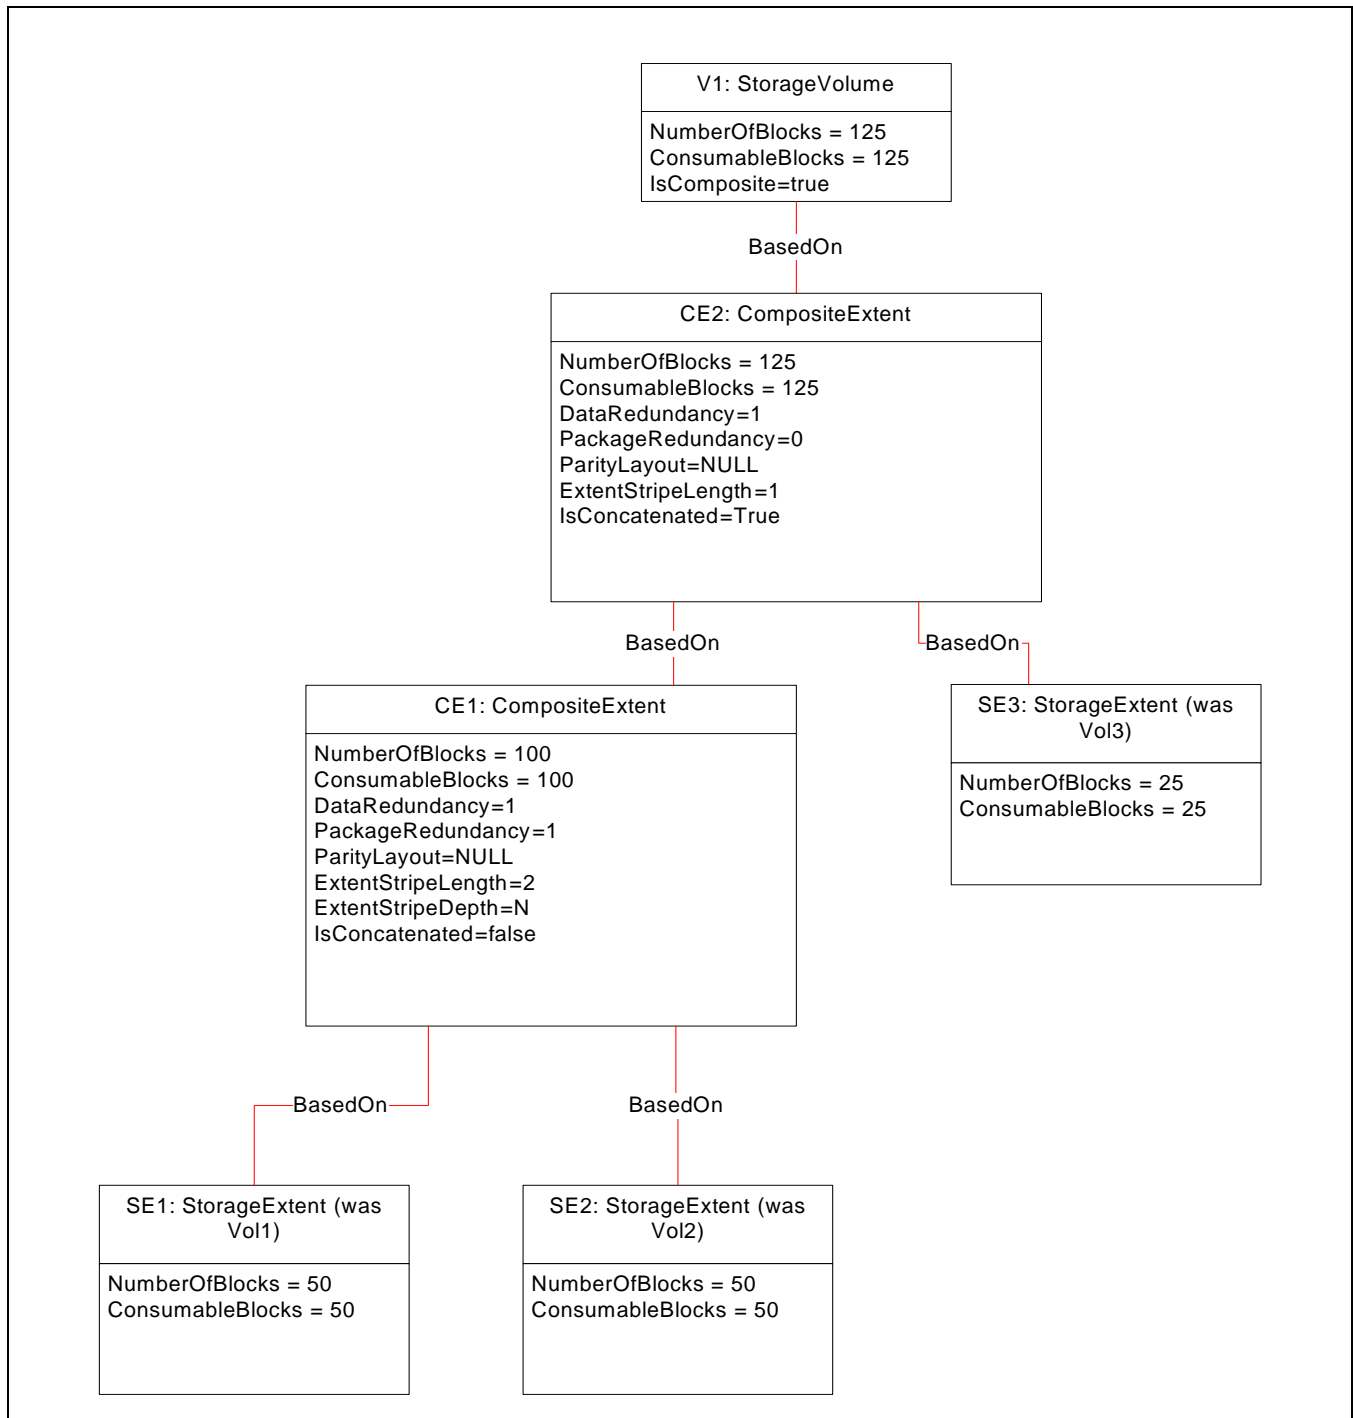 V1: StorageVolume
NumberOfBlocks = 125
ConsumableBlocks = 125
IsComposite=true
BasedOn
CE2: CompositeExtent
NumberOfBlocks = 125
ConsumableBlocks = 125
DataRedundancy=1
PackageRedundancy=0
ParityLayout=NULL
ExtentStripeLength=1
IsConcatenated=True
BasedOn
BasedOn
CE1: CompositeExtent
NumberOfBlocks = 100
ConsumableBlocks = 100
DataRedundancy=1
PackageRedundancy=1
ParityLayout=NULL
ExtentStripeLength=2
ExtentStripeDepth=N
IsConcatenated=false
SE3: StorageExtent (was
Vol3)
NumberOfBlocks = 25
ConsumableBlocks = 25
BasedOn
BasedOn
SE1: StorageExtent (was
Vol1)
NumberOfBlocks = 50
ConsumableBlocks = 50
SE2: StorageExtent (was
Vol2)
NumberOfBlocks = 50
ConsumableBlocks = 50